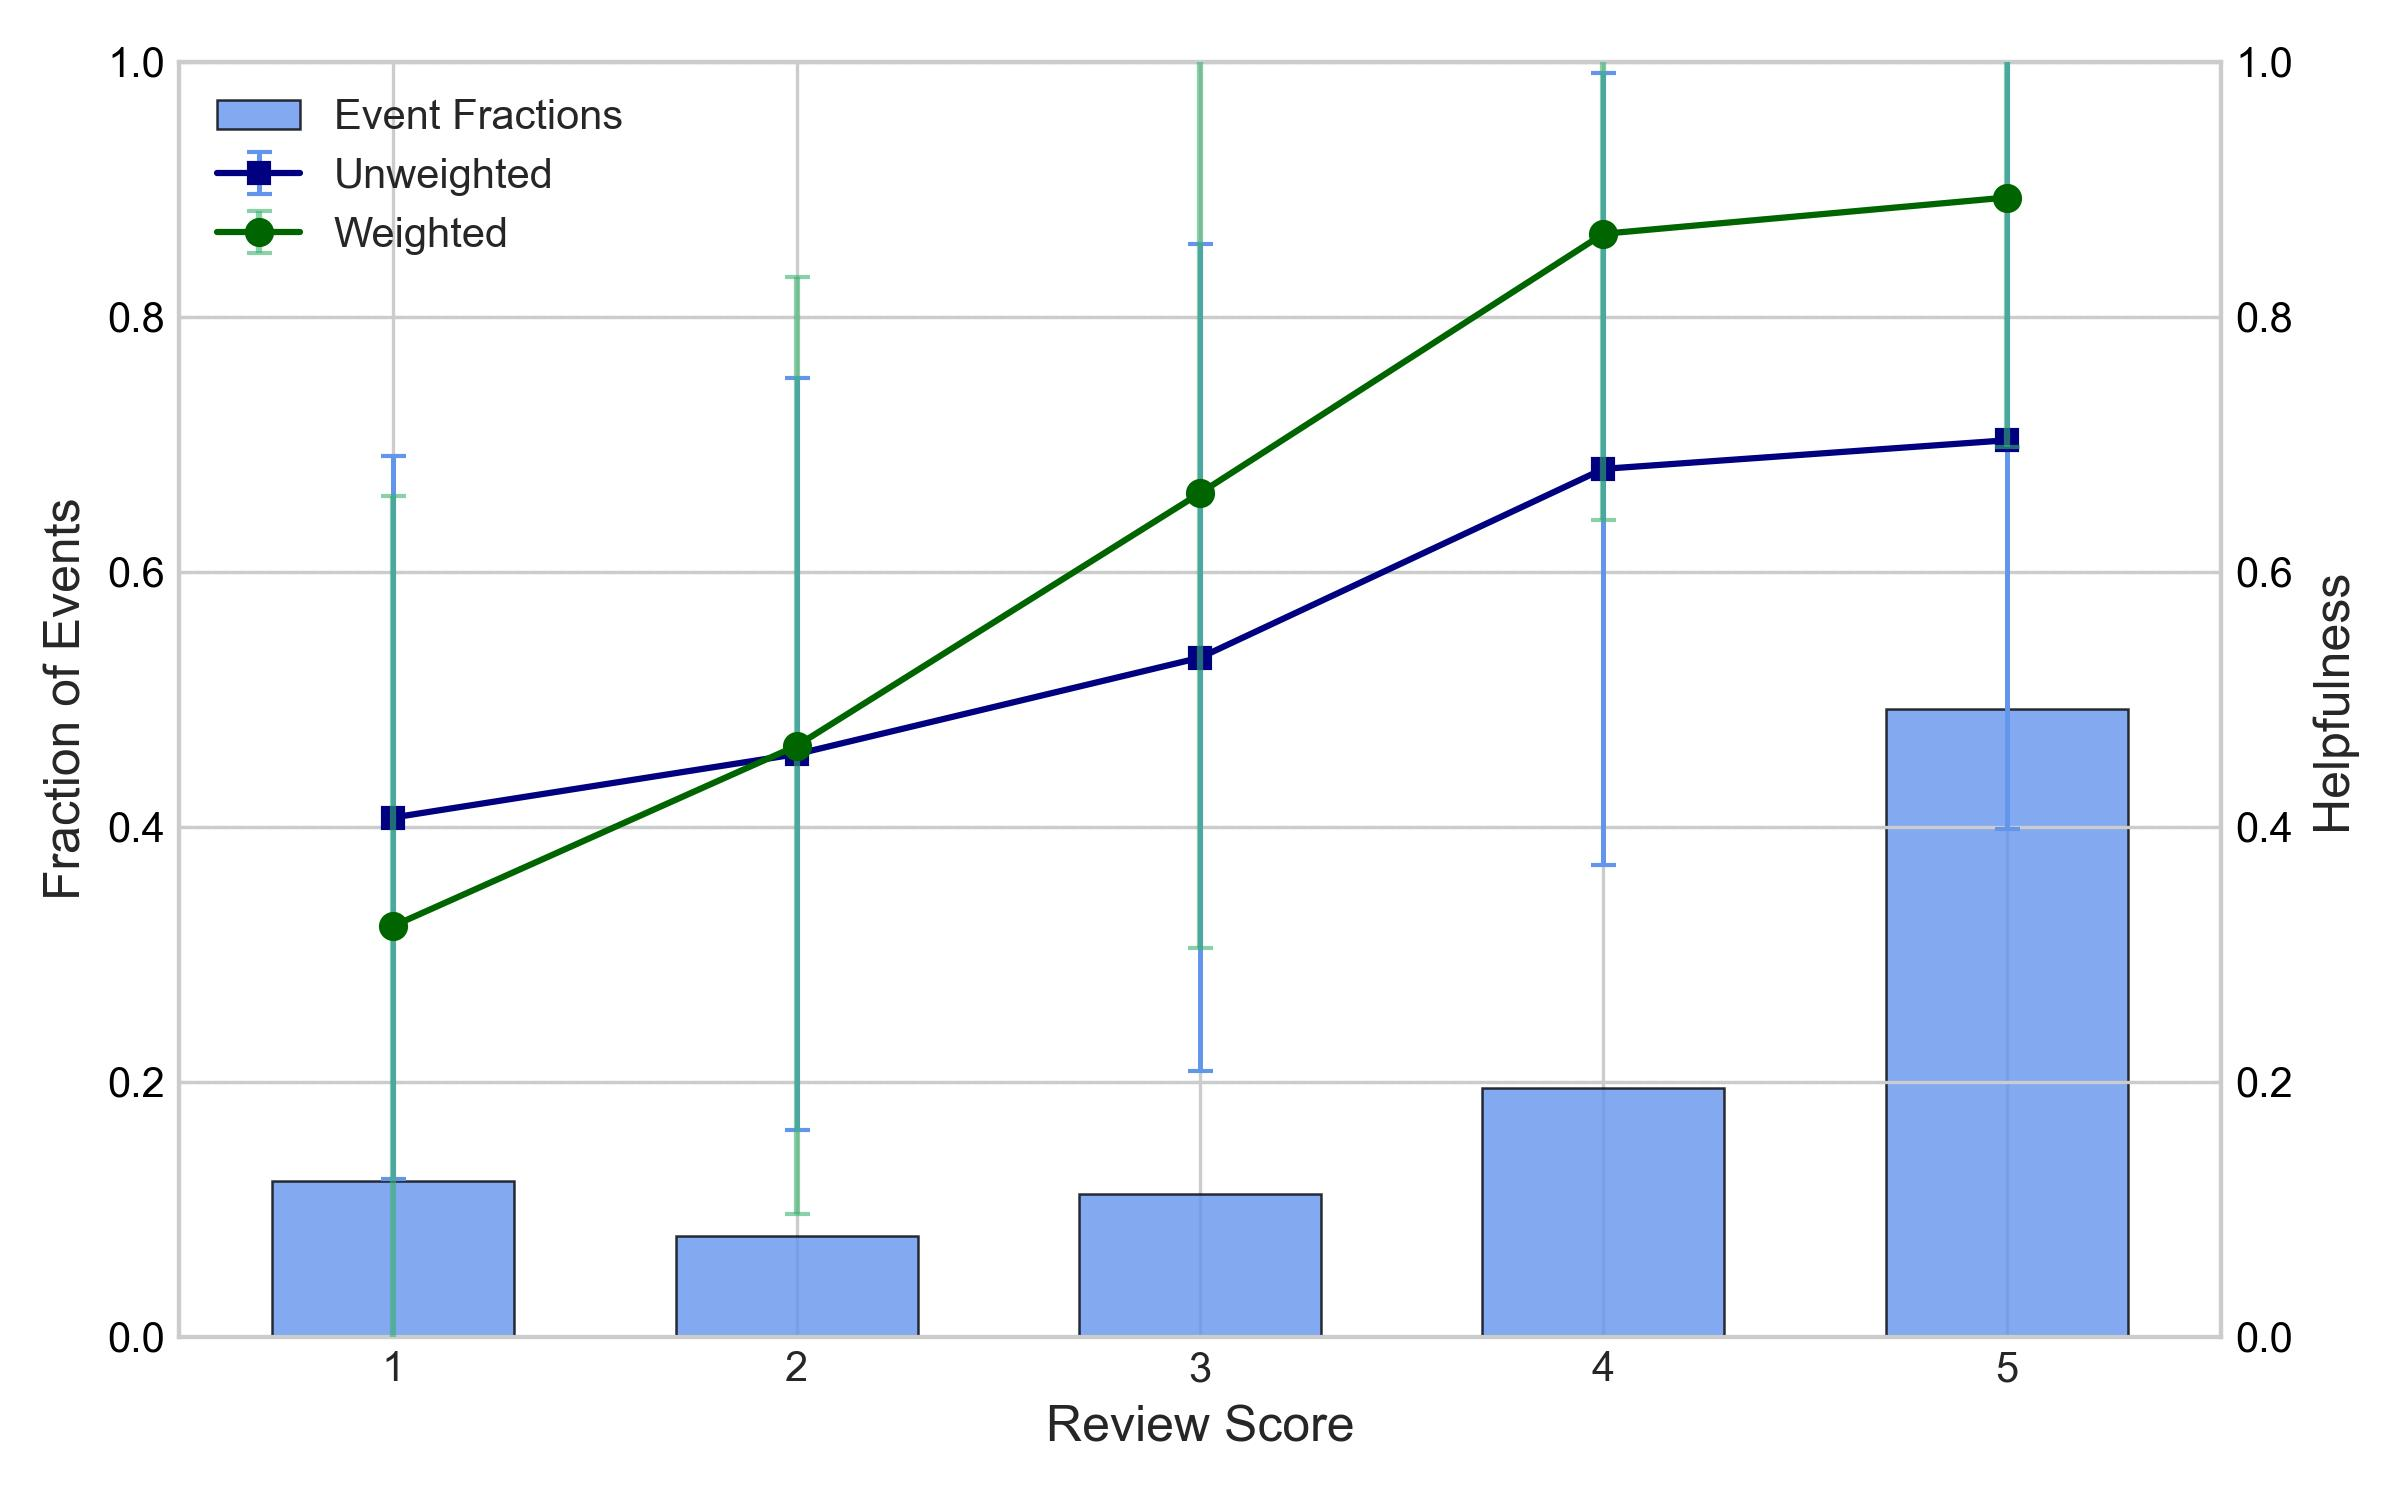 1.0
0.8
0.6
0.4
0.2
0.0
Fraction of Events
Event Fractions
Unweighted
Weighted
1 2 3 4 5
Review Score
1.0
0.8
0.6
0.4
0.2
0.0
Helpfulness